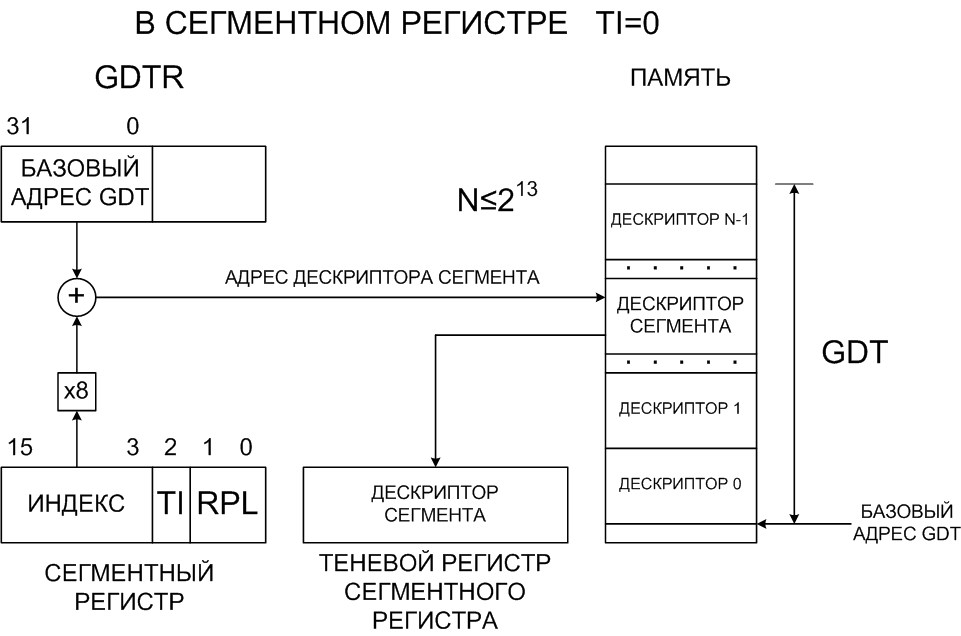 В СЕГМЕНТНОМ РЕГИСТРЕ TI=0
GDTR
ПАМЯТЬ
31 0
БАЗОВЫЙ
АДРЕС GDT
N≤2¹³
ДЕСКРИПТОР N-1
АДРЕС ДЕСКРИПТОРА СЕГМЕНТА
+
ДЕСКРИПТОР
СЕГМЕНТА
GDT
x8
ДЕСКРИПТОР 1
15 3 2 1 0
ИНДЕКС TI RPL
ДЕСКРИПТОР
СЕГМЕНТА
ДЕСКРИПТОР 0
БАЗОВЫЙ
АДРЕС GDT
СЕГМЕНТНЫЙ
РЕГИСТР
ТЕНЕВОЙ РЕГИСТР
СЕГМЕНТНОГО
РЕГИСТРА